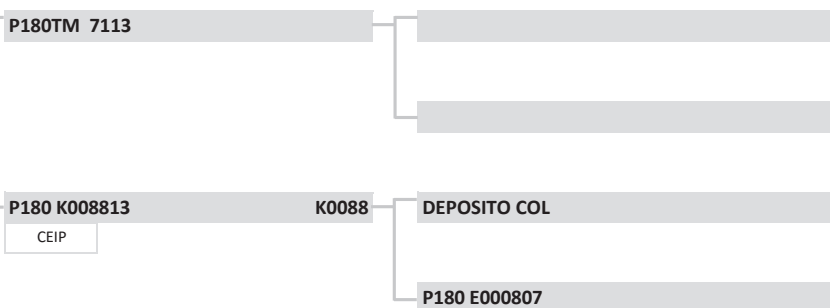 P180TM 7113
P180 K008813 K0088 DEPOSITO COL
CEIP
P180 E000807